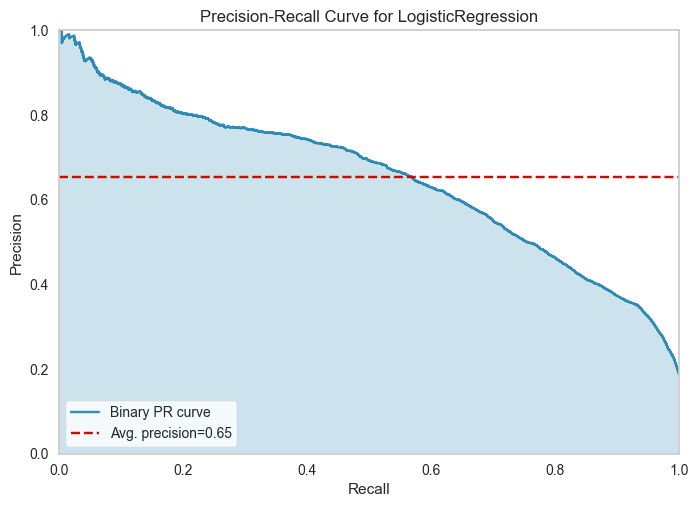 Precision-Recall Curve for LogisticRegression
1.0
0.8
0.6
0.4
0.2
0.0
Precision
Binary PR curve
Avg. precision=0.65
0.0 0.2 0.4 0.6 0.8 1.0
Recall